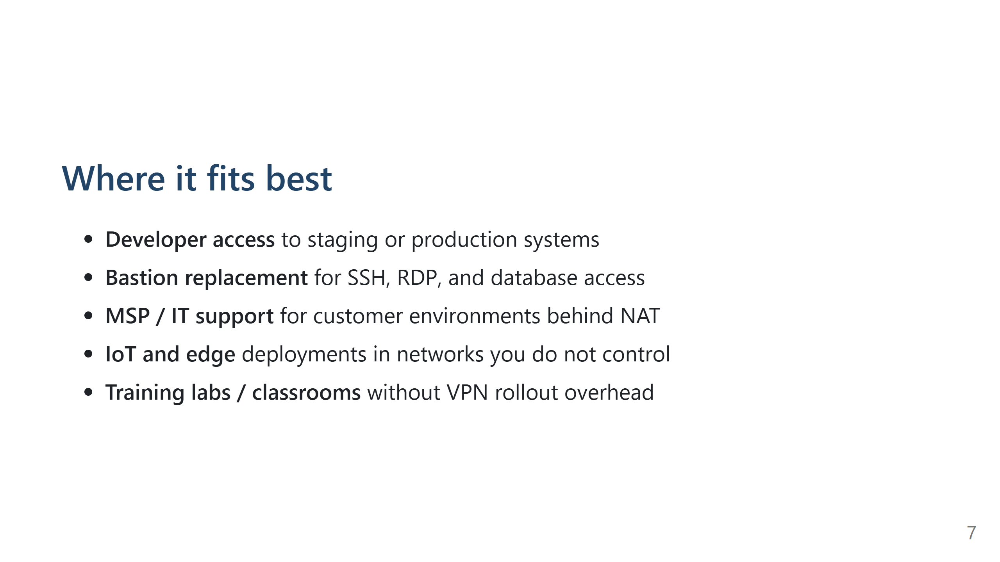 Where it fits best
• Developer access to staging or production systems
• Bastion replacement for SSH, RDP, and database access
• MSP / IT support for customer environments behind NAT
• IoT and edge deployments in networks you do not control
• Training labs / classrooms without VPN rollout overhead
7